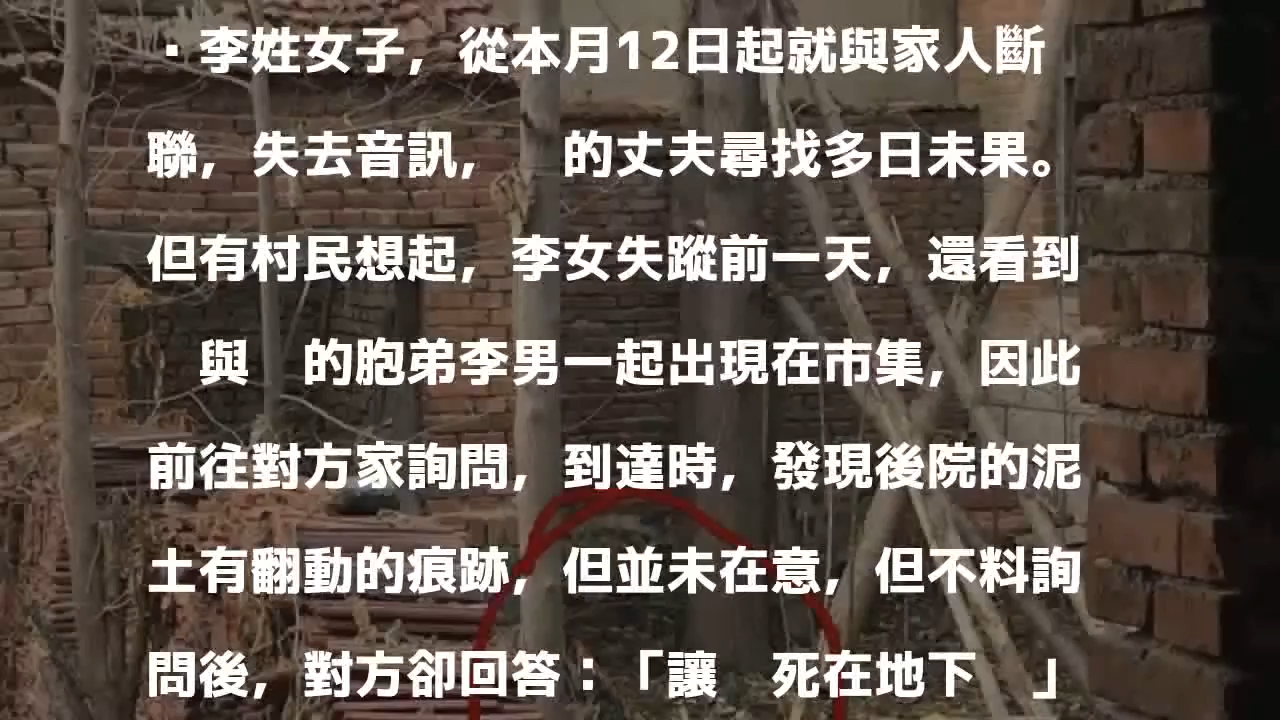 ▪李姓女子，從本月12日起就與家人斷
聯，失去音訊，　的丈夫尋找多日未果。
但有村民想起，李女失蹤前一天，還看到
　與　的胞弟李男一起出現在市集，因此
前往對方家詢問，到達時，發現後院的泥
土有翻動的痕跡，但並未在意，但不料詢
問後，對方卻回答：「讓　死在地下　」